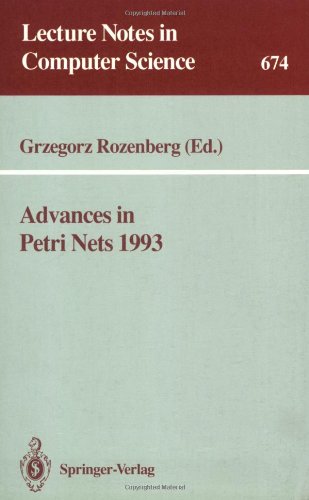 Lecture Notes in
Computer Science
674
Grzegorz Rozenberg (Ed.)
Advances in
Petri Nets 1993
Springer-Verlag